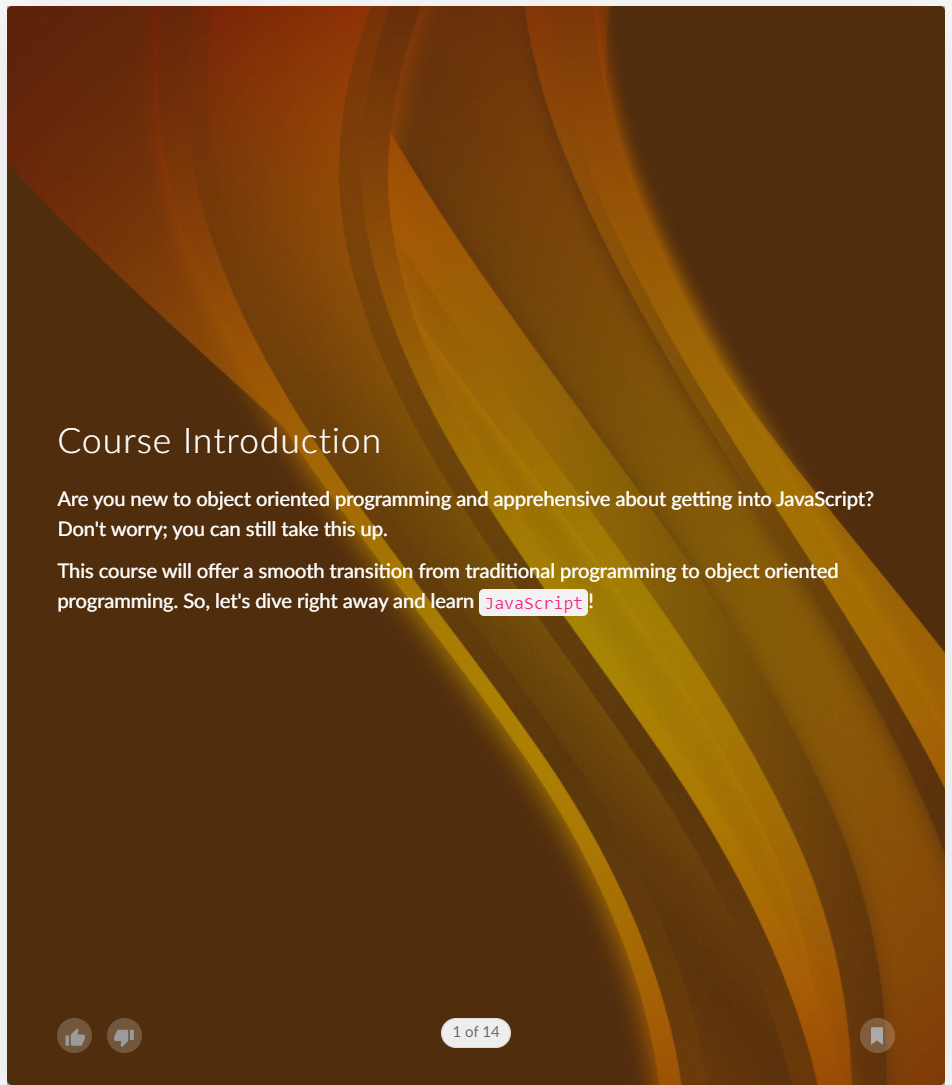 Course Introduction
Are you new to object oriented programming and apprehensive about getting into JavaScript?
Don't worry; you can still take this up.
This course will offer a smooth transition from traditional programming to object oriented
programming. So, let's dive right away and learn JavaScript!
1 of 14